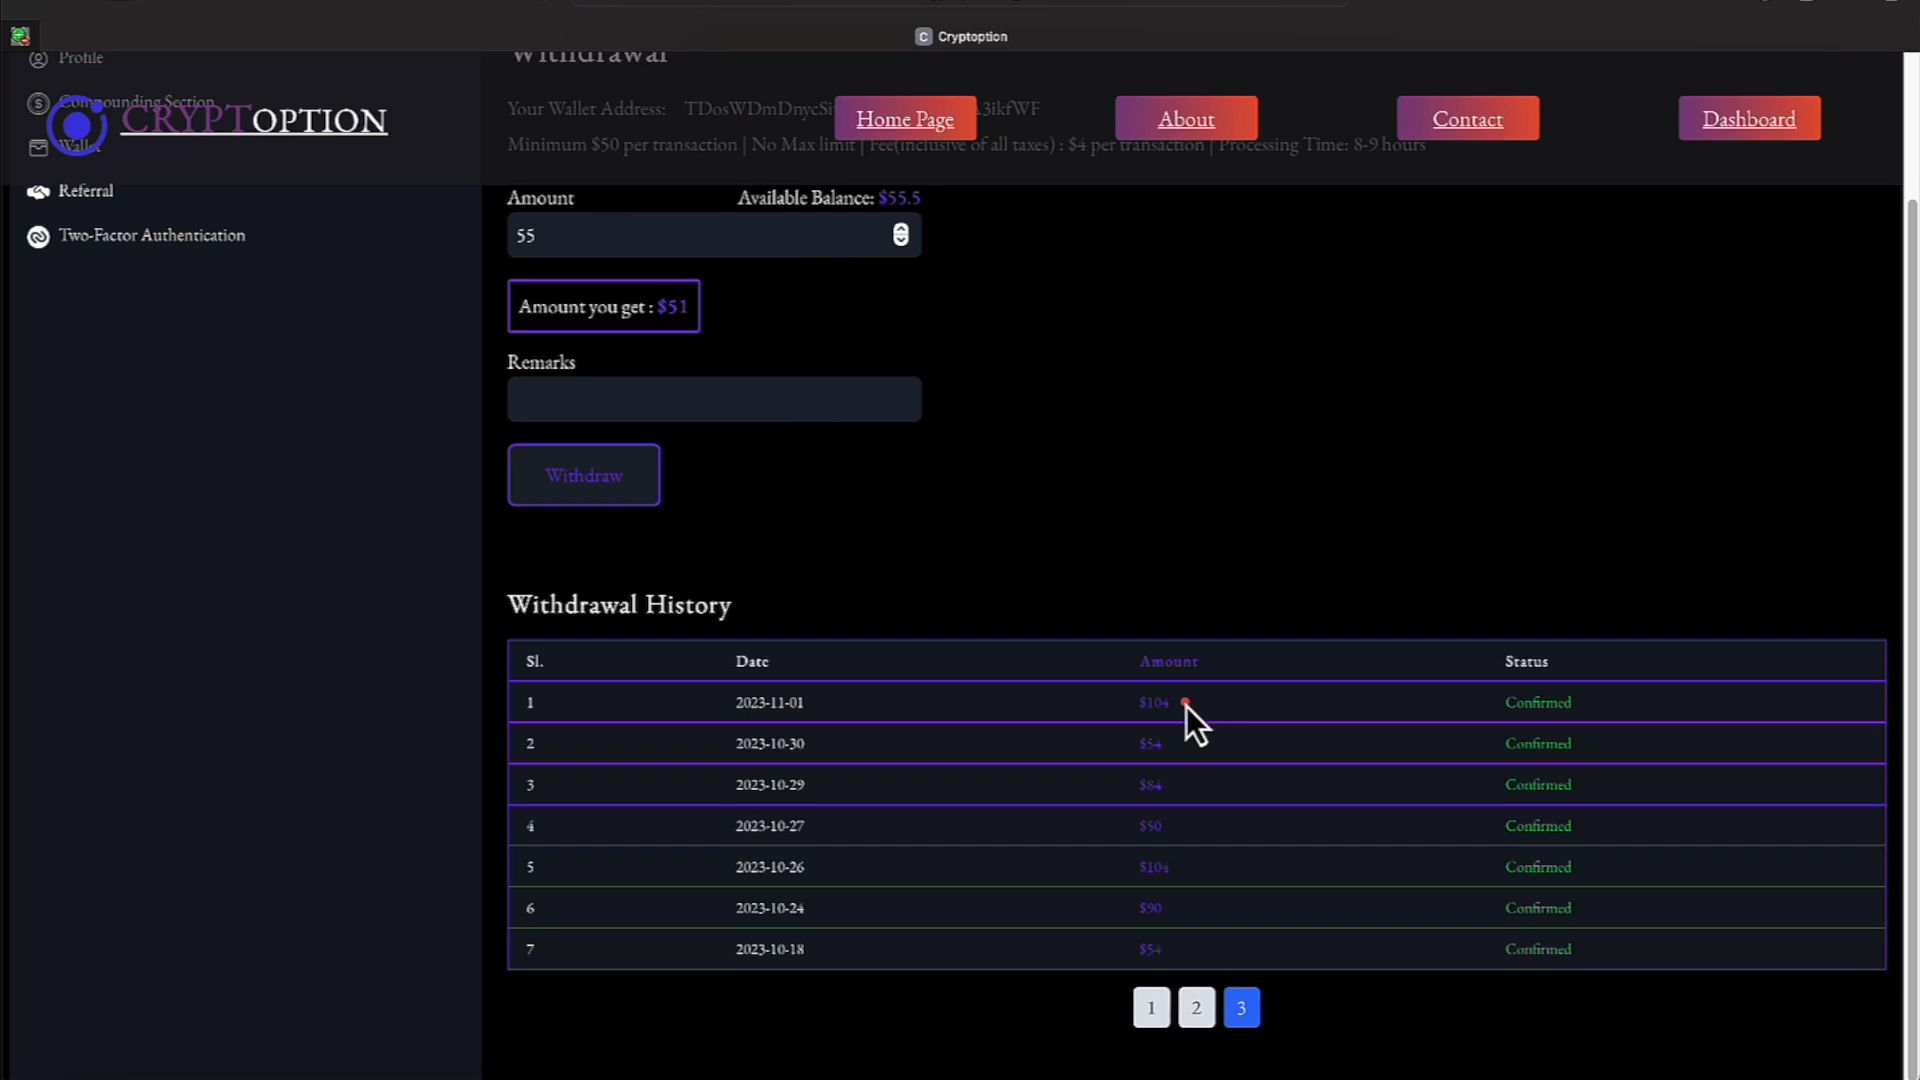 Cryptoption
Profile
Withdrawal
Compounding Section
CRYPTOPTION
Wallet
Your Wallet Address:
Home Page
About
Contact
Dashboard
Minimum $50 per transaction | No Max limit | Fee(inclusive of all taxes) : $4 per transaction | Processing Time: 8-9 hours
Referral
Two-Factor Authentication
Amount
Available Balance: $55.5
55
Amount you get : $51
Remarks
Withdraw
Withdrawal History
Sl. Date Amount Status
1 2023-11-01 $104 Confirmed
2 2023-10-30 $54 Confirmed
3 2023-10-29 $84 Confirmed
4 2023-10-27 $50 Confirmed
5 2023-10-26 $104 Confirmed
6 2023-10-24 $90 Confirmed
7 2023-10-18 $54 Confirmed
1 2 3